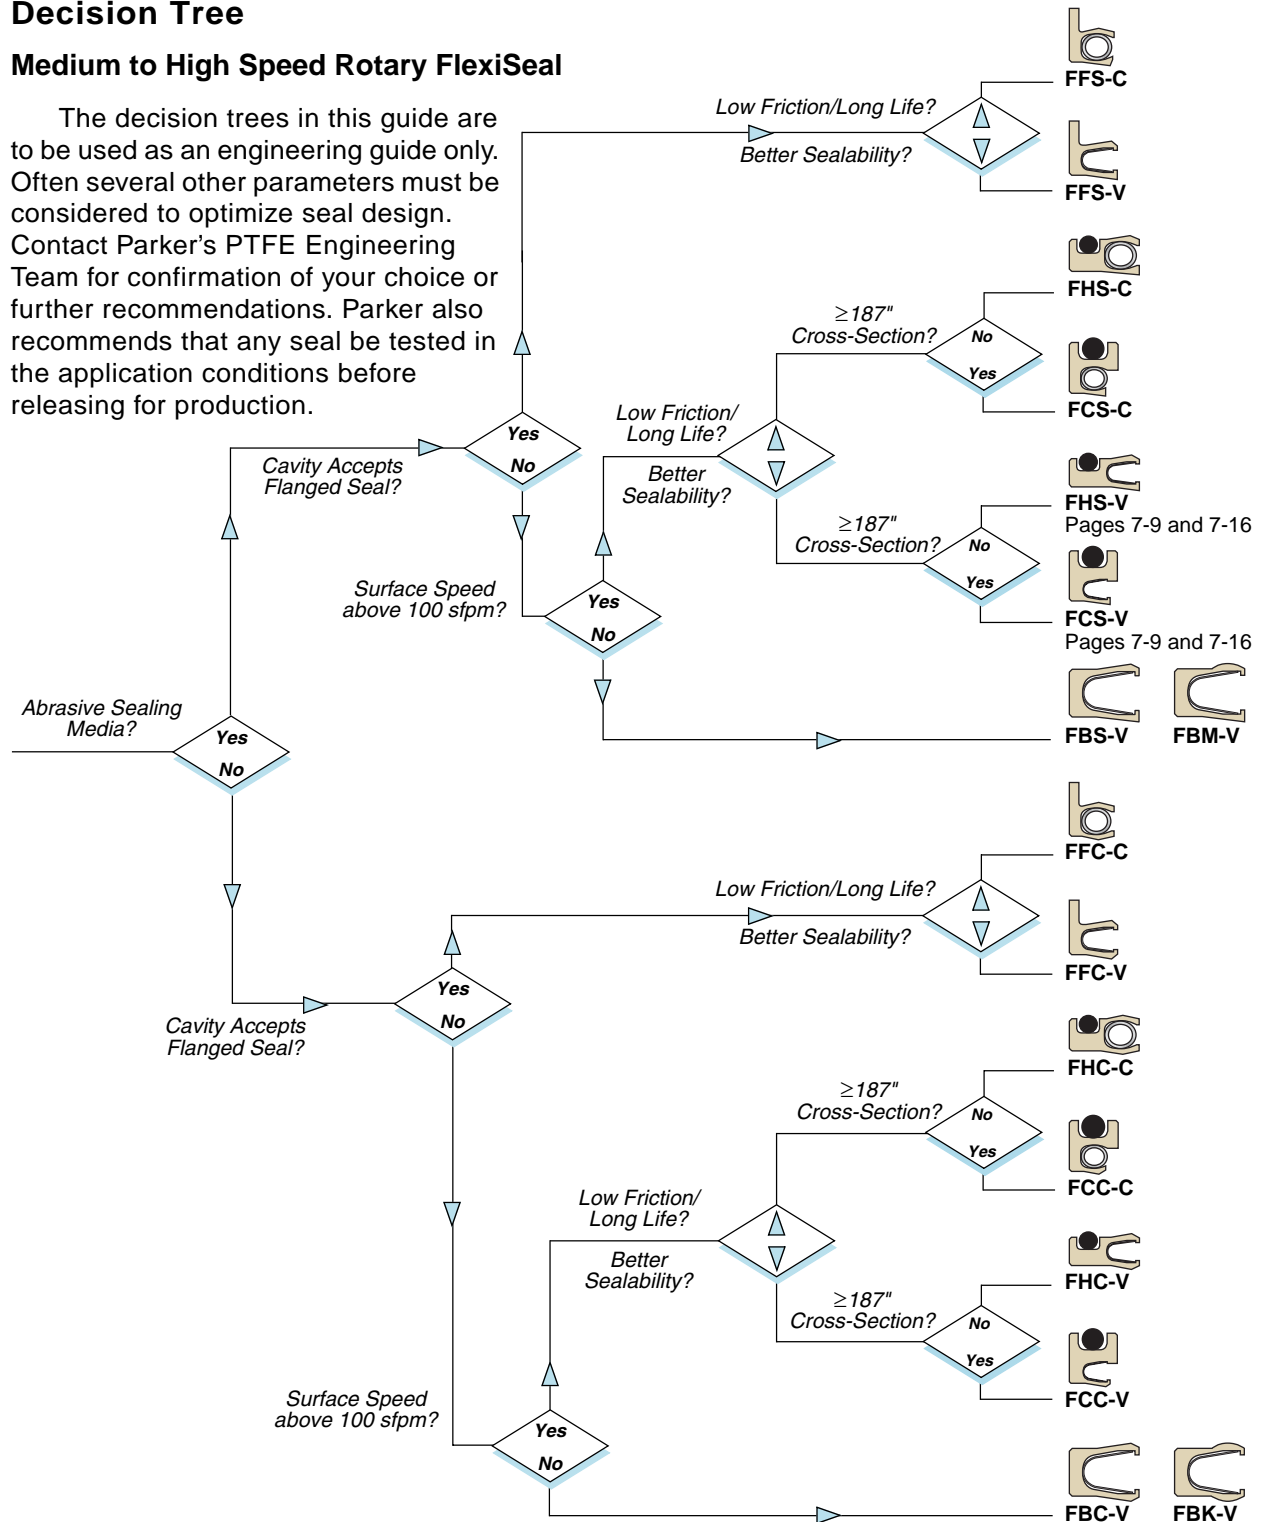 Decision Tree
Medium to High Speed Rotary FlexiSeal
The decision trees in this guide are
to be used as an engineering guide only.
Often several other parameters must be
considered to optimize seal design.
Contact Parker's PTFE Engineering
Team for confirmation of your choice or
further recommendations. Parker also
recommends that any seal be tested in
the application conditions before
releasing for production.
Low Friction/Long Life?
Better Sealability?
FFS-C
FFS-V
FHS-C
≥187"
Cross-Section?
No
Yes
FCS-C
Cavity Accepts
Flanged Seal?
Yes
No
Low Friction/
Long Life?
Better
Sealability?
FHS-V
Pages 7-9 and 7-16
≥187"
Cross-Section?
No
Yes
FCS-V
Pages 7-9 and 7-16
Surface Speed
above 100 sfpm?
Yes
No
FBS-V
FBM-V
Abrasive Sealing
Media?
Yes
No
FFC-C
Low Friction/Long Life?
Better Sealability?
FFC-V
Cavity Accepts
Flanged Seal?
Yes
No
FHC-C
≥187"
Cross-Section?
No
Yes
FCC-C
Low Friction/
Long Life?
Better
Sealability?
FHC-V
≥187"
Cross-Section?
No
Yes
FCC-V
Surface Speed
above 100 sfpm?
Yes
No
FBC-V
FBK-V